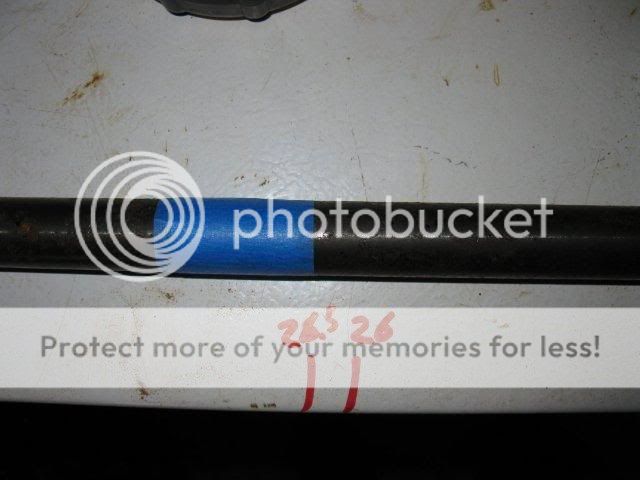 photobucket
26.5 26
Protect more of your memories for less!